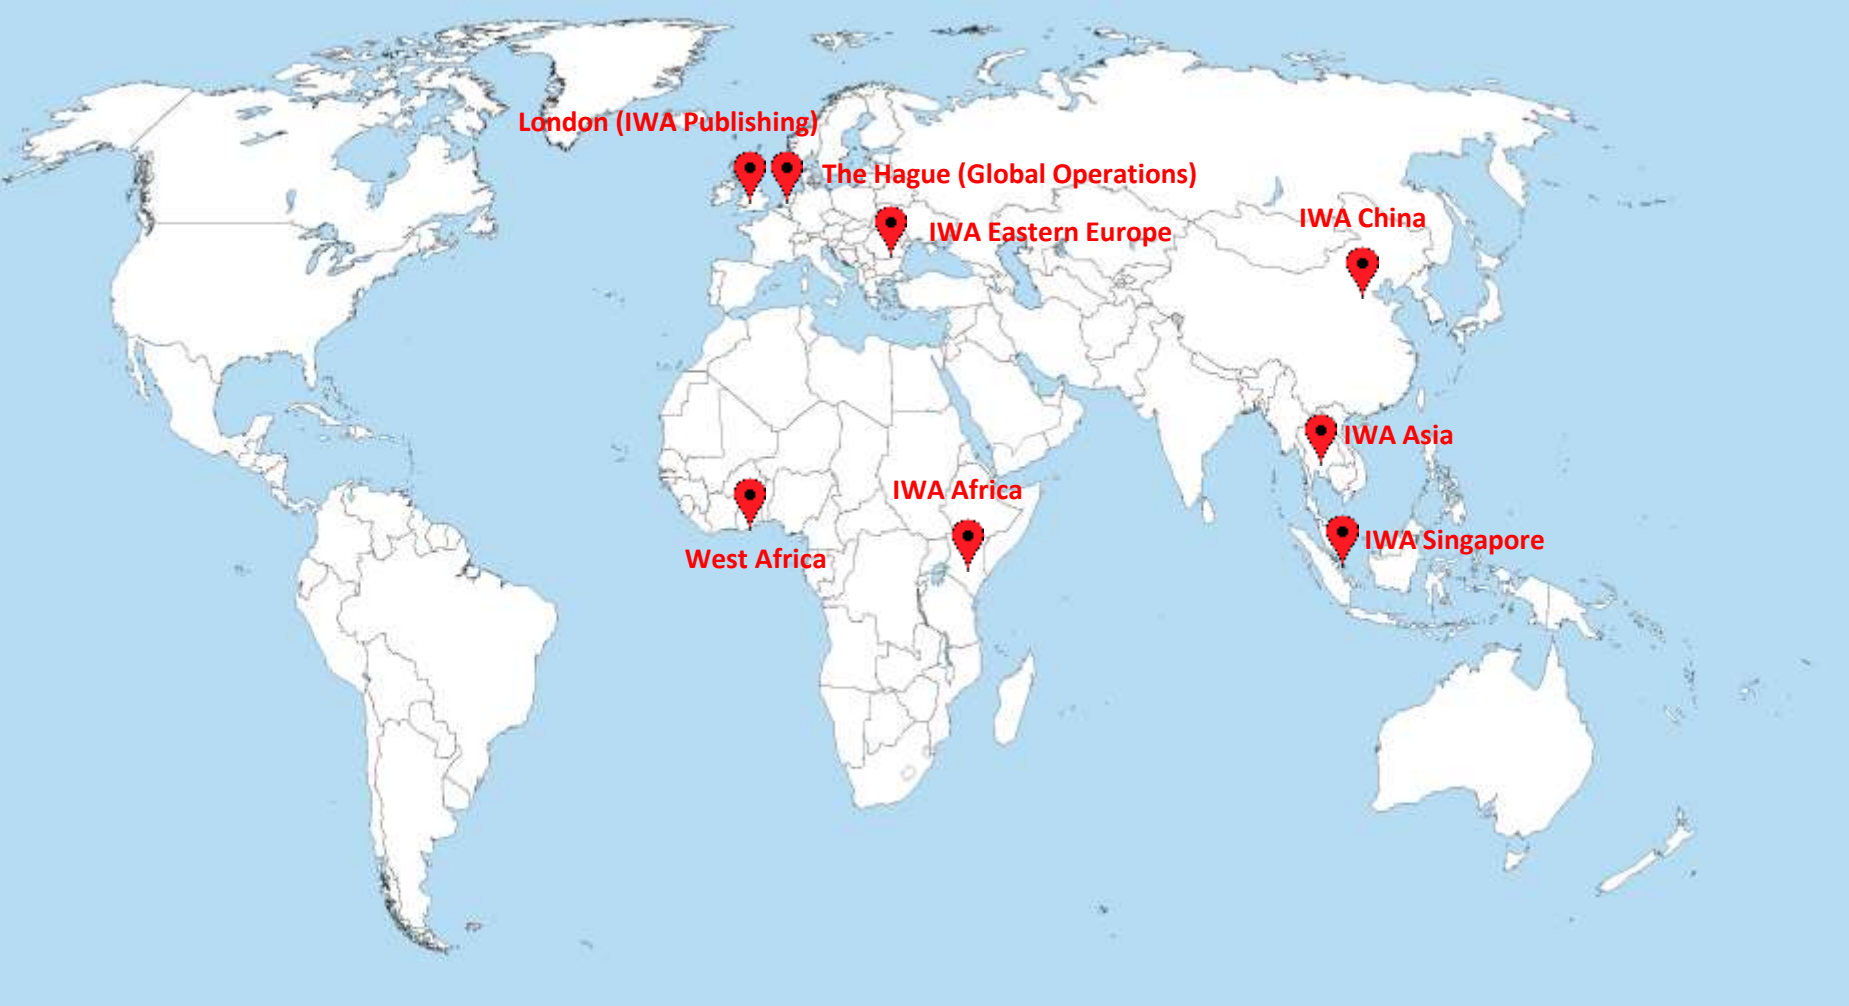 London (IWA Publishing)
The Hague (Global Operations)
IWA China
IWA Eastern Europe
IWA Asia
IWA Africa
IWA Singapore
West Africa